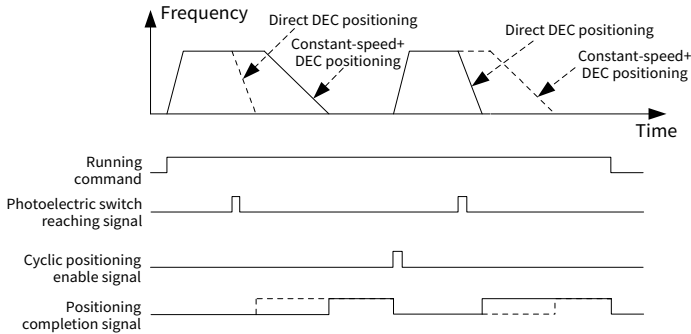 Frequency
Direct DEC positioning
Constant-speed+
DEC positioning
Direct DEC positioning
Constant-speed+
DEC positioning
Time
Running
command
Photoelectric switch
reaching signal
Cyclic positioning
enable signal
Positioning
completion signal